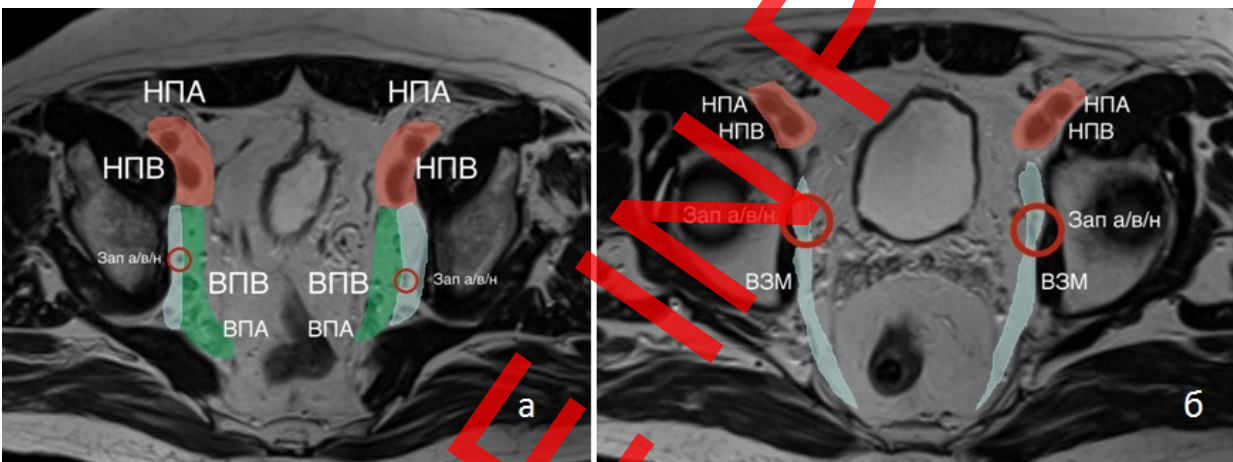 НПА
НПА
НПВ
НПВ
Зап а/в/н
Зап а/в/н
ВПВ
ВПВ
ВПА
ВПА
а
НПА
НПВ
НПА
НПВ
Зап а/в/н
Зап а/в/н
ВЗМ
ВЗМ
б